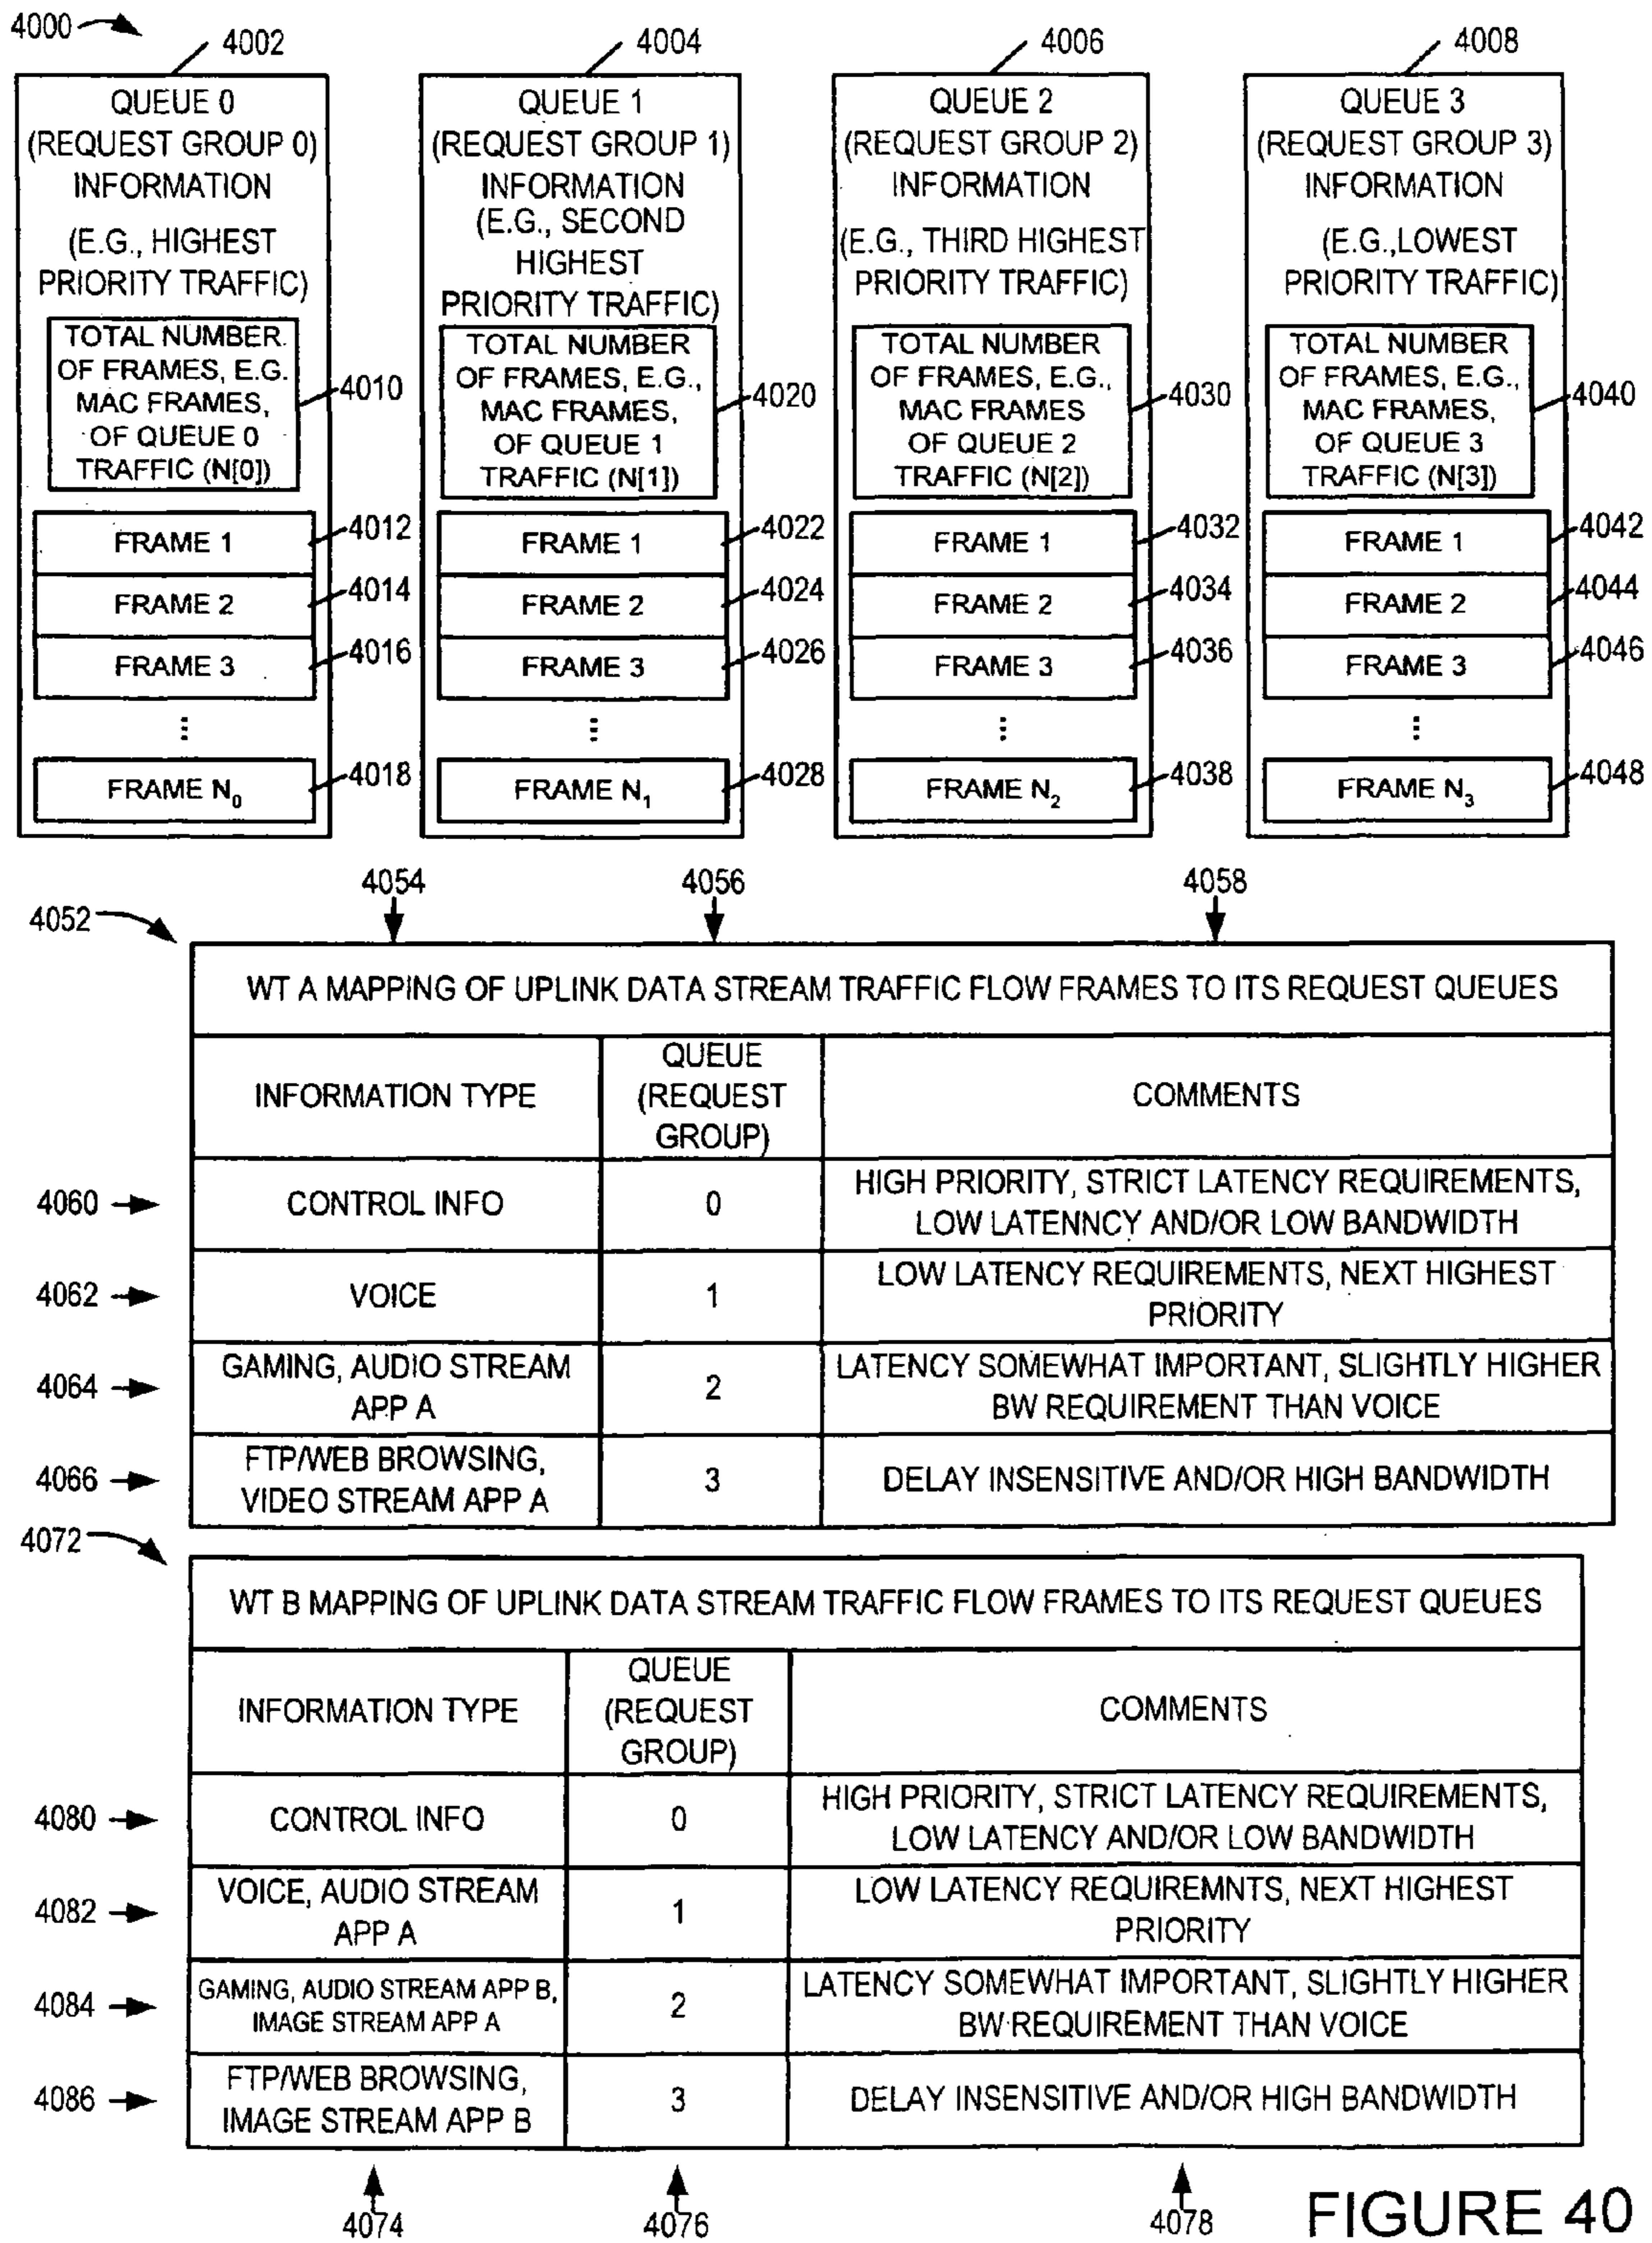 4000
4002
4004
4006
4008
QUEUE 0
(REQUEST GROUP 0)
INFORMATION
(E.G., HIGHEST
PRIORITY TRAFFIC)
TOTAL NUMBER
OF FRAMES, E.G.
MAC FRAMES,
OF QUEUE 0
TRAFFIC (N[0])
4010
FRAME 1
4012
FRAME 2
4014
FRAME 3
4016
⋮
FRAME N0
4018
QUEUE 1
(REQUEST GROUP 1)
INFORMATION
(E.G., SECOND
HIGHEST
PRIORITY TRAFFIC)
TOTAL NUMBER
OF FRAMES, E.G.,
MAC FRAMES,
OF QUEUE 1
TRAFFIC (N[1])
4020
FRAME 1
4022
FRAME 2
4024
FRAME 3
4026
⋮
FRAME N1
4028
QUEUE 2
(REQUEST GROUP 2)
INFORMATION
(E.G., THIRD HIGHEST
PRIORITY TRAFFIC)
TOTAL NUMBER
OF FRAMES, E.G.,
MAC FRAMES
OF QUEUE 2
TRAFFIC (N[2])
4030
FRAME 1
4032
FRAME 2
4034
FRAME 3
4036
⋮
FRAME N2
4038
QUEUE 3
(REQUEST GROUP 3)
INFORMATION
(E.G.,LOWEST
PRIORITY TRAFFIC)
TOTAL NUMBER
OF FRAMES, E.G.,
MAC FRAMES,
OF QUEUE 3
TRAFFIC (N[3])
4040
FRAME 1
4042
FRAME 2
4044
FRAME 3
4046
⋮
FRAME N3
4048
4052
4054
4056
4058
WT A MAPPING OF UPLINK DATA STREAM TRAFFIC FLOW FRAMES TO ITS REQUEST QUEUES
INFORMATION TYPE
QUEUE
(REQUEST
GROUP)
COMMENTS
4060
CONTROL INFO
0
HIGH PRIORITY, STRICT LATENCY REQUIREMENTS,
LOW LATENNCY AND/OR LOW BANDWIDTH
4062
VOICE
1
LOW LATENCY REQUIREMENTS, NEXT HIGHEST
PRIORITY
4064
GAMING, AUDIO STREAM
APP A
2
LATENCY SOMEWHAT IMPORTANT, SLIGHTLY HIGHER
BW REQUIREMENT THAN VOICE
4066
FTP/WEB BROWSING,
VIDEO STREAM APP A
3
DELAY INSENSITIVE AND/OR HIGH BANDWIDTH
4072
WT B MAPPING OF UPLINK DATA STREAM TRAFFIC FLOW FRAMES TO ITS REQUEST QUEUES
INFORMATION TYPE
QUEUE
(REQUEST
GROUP)
COMMENTS
4080
CONTROL INFO
0
HIGH PRIORITY, STRICT LATENCY REQUIREMENTS,
LOW LATENCY AND/OR LOW BANDWIDTH
4082
VOICE, AUDIO STREAM
APP A
1
LOW LATENCY REQUIREMNTS, NEXT HIGHEST
PRIORITY
4084
GAMING, AUDIO STREAM APP B,
IMAGE STREAM APP A
2
LATENCY SOMEWHAT IMPORTANT, SLIGHTLY HIGHER
BW REQUIREMENT THAN VOICE
4086
FTP/WEB BROWSING,
IMAGE STREAM APP B
3
DELAY INSENSITIVE AND/OR HIGH BANDWIDTH
4074
4076
4078
FIGURE 40